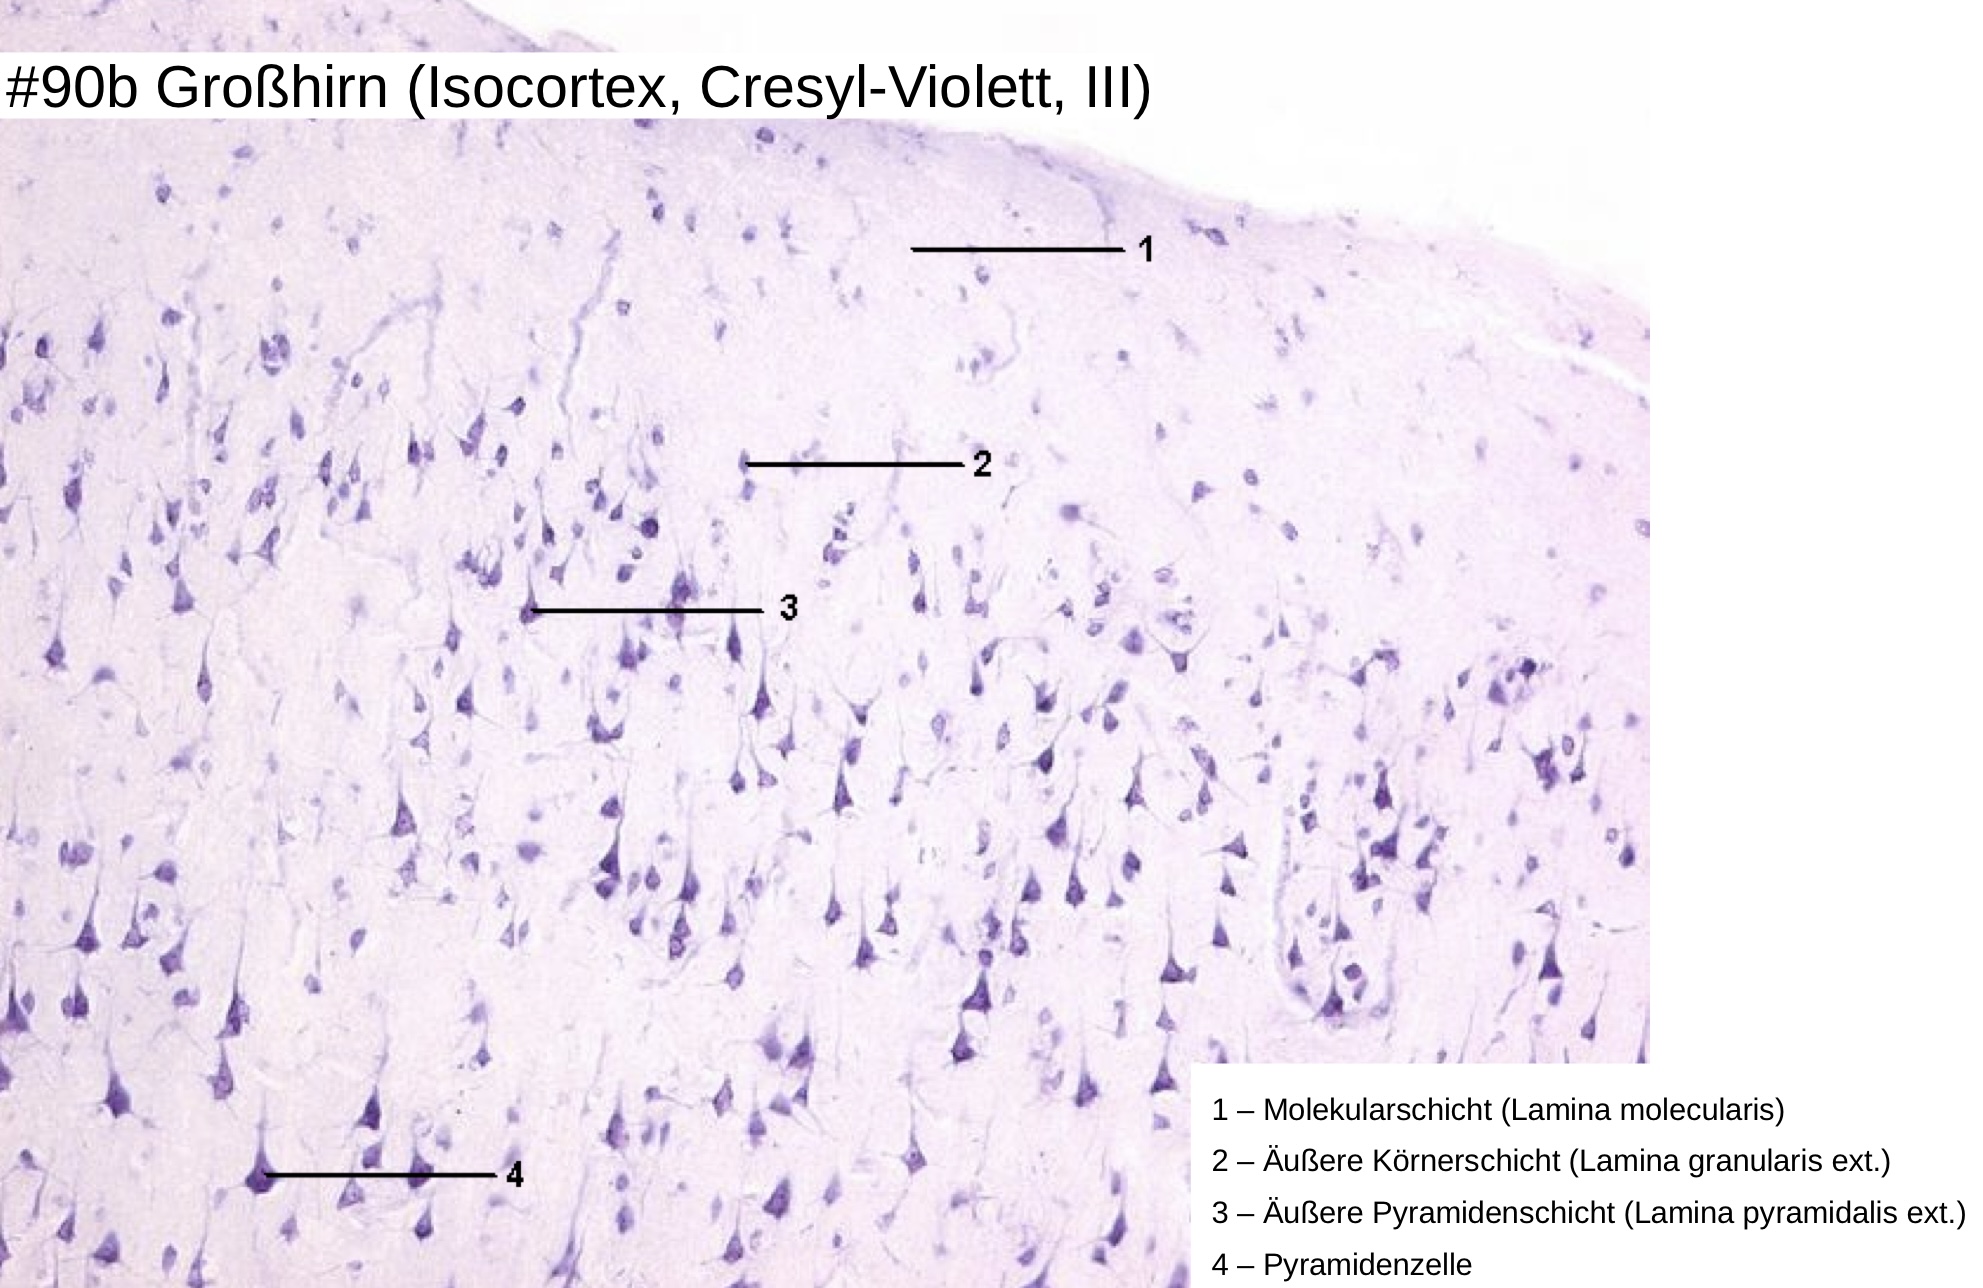 #90b Großhirn (Isocortex, Cresyl-Violett, III)
1
2
3
4
1 – Molekularschicht (Lamina molecularis)
2 – Äußere Körnerschicht (Lamina granularis ext.)
3 – Äußere Pyramidenschicht (Lamina pyramidalis ext.)
4 – Pyramidenzelle